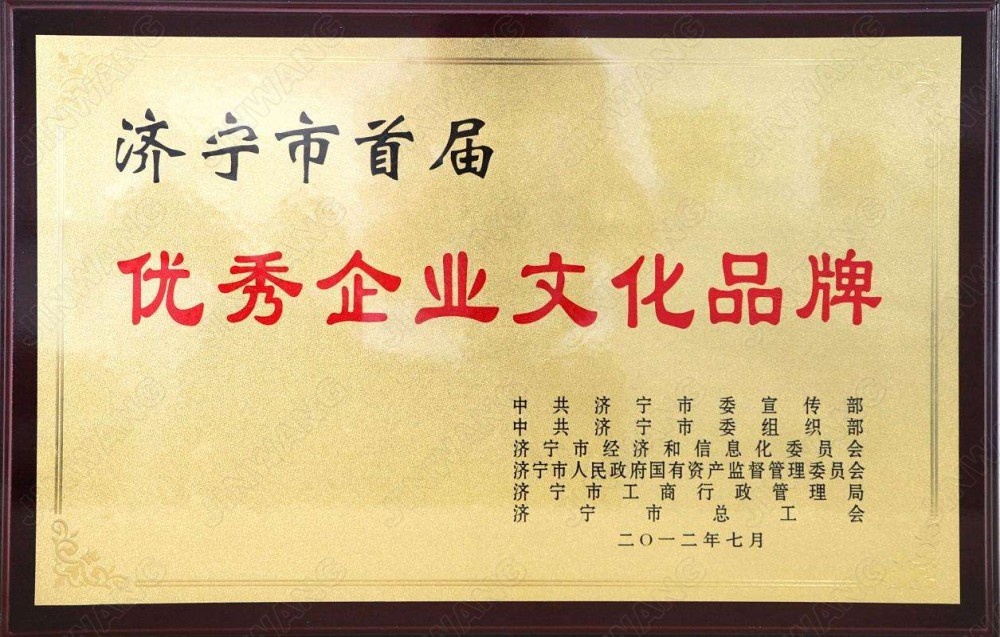 济宁市首届
优秀企业文化品牌
中共济宁市委宣传部
中共济宁市委组织部
济宁市经济和信息化委员会
济宁市人民政府国有资产监督管理委员会
济宁市工商行政管理局
济宁市总工会
二〇一二年七月
JINWANG